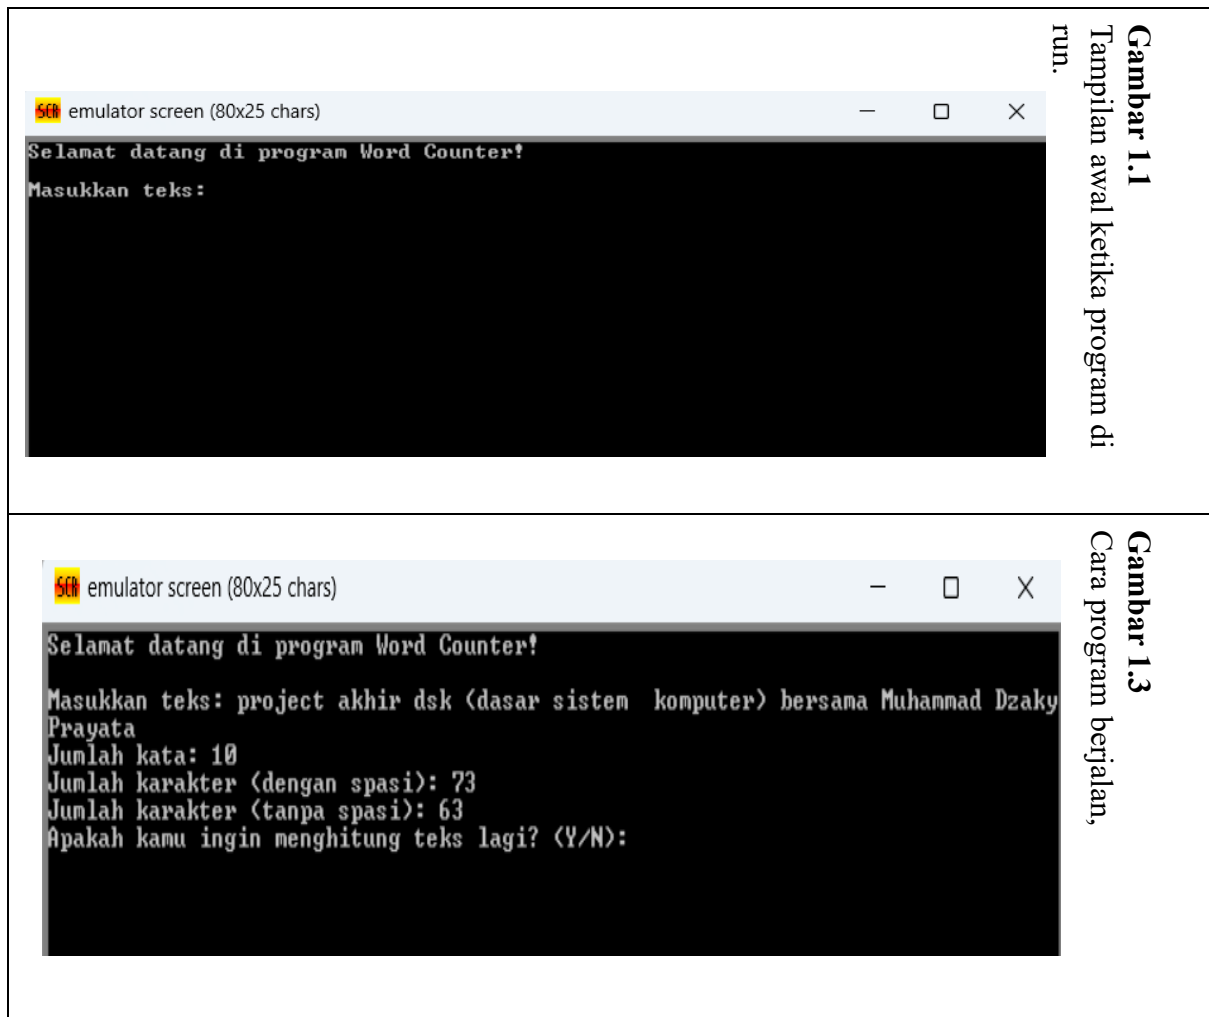 Gambar 1.1
Tampilan awal ketika program di
run.
SCR emulator screen (80x25 chars)
Selamat datang di program Word Counter!
Masukkan teks:
Gambar 1.3
Cara program berjalan,
SCR emulator screen (80x25 chars)
Selamat datang di program Word Counter!
Masukkan teks: project akhir dsk (dasar sistem  komputer) bersama Muhammad Dzaky
Prayata
Jumlah kata: 10
Jumlah karakter (dengan spasi): 73
Jumlah karakter (tanpa spasi): 63
Apakah kamu ingin menghitung teks lagi? (Y/N):